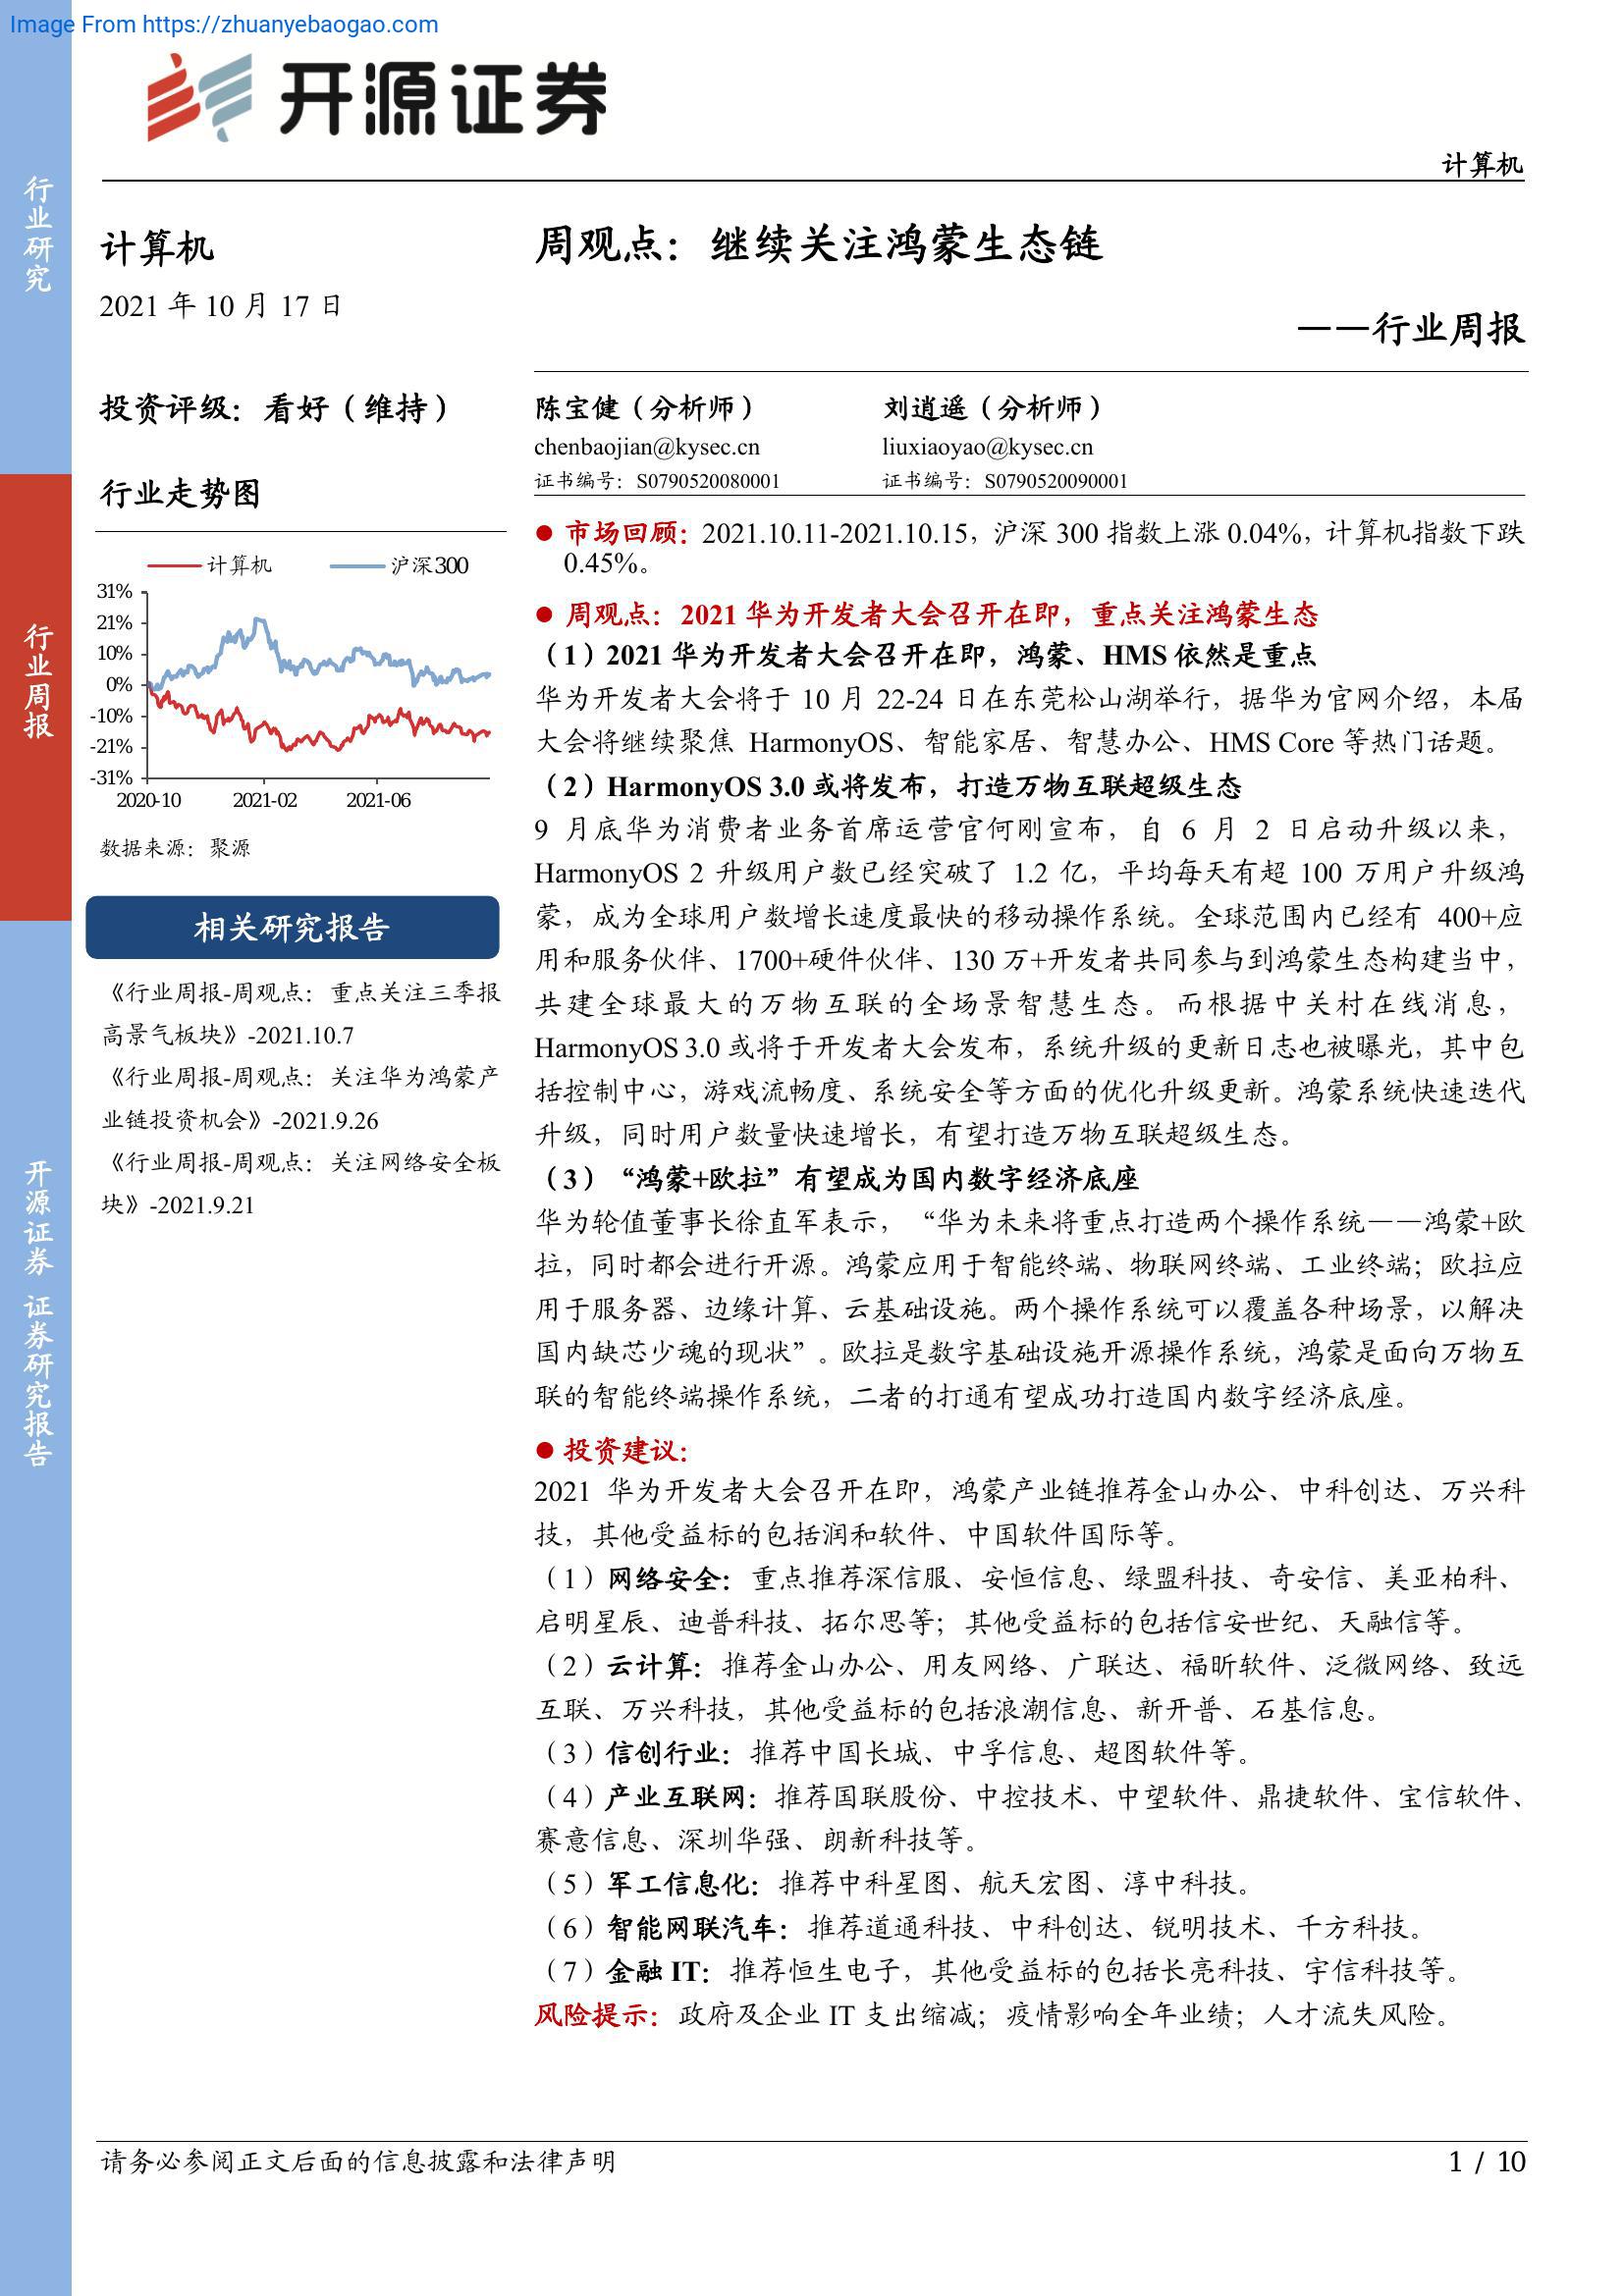 Image From https://zhuanyebaogao.com
开源证券
计算机
行业研究
行业周报
开源证券 证券研究报告
计算机
2021 年 10 月 17 日
投资评级：看好（维持）
行业走势图
计算机 沪深300
31%
21%
10%
0%
-10%
-21%
-31%
2020-10 2021-02 2021-06
数据来源：聚源
相关研究报告
《行业周报-周观点：重点关注三季报
高景气板块》-2021.10.7
《行业周报-周观点：关注华为鸿蒙产
业链投资机会》-2021.9.26
《行业周报-周观点：关注网络安全板
块》-2021.9.21
周观点：继续关注鸿蒙生态链
——行业周报
陈宝健（分析师） 刘逍遥（分析师）
chenbaojian@kysec.cn liuxiaoyao@kysec.cn
证书编号：S0790520080001 证书编号：S0790520090001
● 市场回顾：2021.10.11-2021.10.15，沪深 300 指数上涨 0.04%，计算机指数下跌
0.45%。
● 周观点：2021 华为开发者大会召开在即，重点关注鸿蒙生态
（1）2021 华为开发者大会召开在即，鸿蒙、HMS 依然是重点
华为开发者大会将于 10 月 22-24 日在东莞松山湖举行，据华为官网介绍，本届
大会将继续聚焦 HarmonyOS、智能家居、智慧办公、HMS Core 等热门话题。
（2）HarmonyOS 3.0 或将发布，打造万物互联超级生态
9 月底华为消费者业务首席运营官何刚宣布，自 6 月 2 日启动升级以来，
HarmonyOS 2 升级用户数已经突破了 1.2 亿，平均每天有超 100 万用户升级鸿
蒙，成为全球用户数增长速度最快的移动操作系统。全球范围内已经有 400+应
用和服务伙伴、1700+硬件伙伴、130 万+开发者共同参与到鸿蒙生态构建当中，
共建全球最大的万物互联的全场景智慧生态。而根据中关村在线消息，
HarmonyOS 3.0 或将于开发者大会发布，系统升级的更新日志也被曝光，其中包
括控制中心，游戏流畅度、系统安全等方面的优化升级更新。鸿蒙系统快速迭代
升级，同时用户数量快速增长，有望打造万物互联超级生态。
（3）“鸿蒙+欧拉”有望成为国内数字经济底座
华为轮值董事长徐直军表示，“华为未来将重点打造两个操作系统——鸿蒙+欧
拉，同时都会进行开源。鸿蒙应用于智能终端、物联网终端、工业终端；欧拉应
用于服务器、边缘计算、云基础设施。两个操作系统可以覆盖各种场景，以解决
国内缺芯少魂的现状”。欧拉是数字基础设施开源操作系统，鸿蒙是面向万物互
联的智能终端操作系统，二者的打通有望成功打造国内数字经济底座。
● 投资建议：
2021 华为开发者大会召开在即，鸿蒙产业链推荐金山办公、中科创达、万兴科
技，其他受益标的包括润和软件、中国软件国际等。
（1）网络安全：重点推荐深信服、安恒信息、绿盟科技、奇安信、美亚柏科、
启明星辰、迪普科技、拓尔思等；其他受益标的包括信安世纪、天融信等。
（2）云计算：推荐金山办公、用友网络、广联达、福昕软件、泛微网络、致远
互联、万兴科技，其他受益标的包括浪潮信息、新开普、石基信息。
（3）信创行业：推荐中国长城、中孚信息、超图软件等。
（4）产业互联网：推荐国联股份、中控技术、中望软件、鼎捷软件、宝信软件、
赛意信息、深圳华强、朗新科技等。
（5）军工信息化：推荐中科星图、航天宏图、淳中科技。
（6）智能网联汽车：推荐道通科技、中科创达、锐明技术、千方科技。
（7）金融 IT：推荐恒生电子，其他受益标的包括长亮科技、宇信科技等。
风险提示：政府及企业 IT 支出缩减；疫情影响全年业绩；人才流失风险。
请务必参阅正文后面的信息披露和法律声明 1 / 10